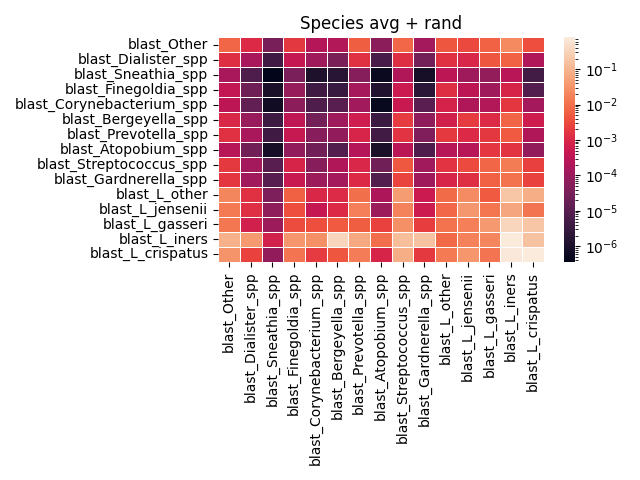 Species avg + rand
blast_Other
blast_Dialister_spp
blast_Sneathia_spp
blast_Finegoldia_spp
blast_Corynebacterium_spp
blast_Bergeyella_spp
blast_Prevotella_spp
blast_Atopobium_spp
blast_Streptococcus_spp
blast_Gardnerella_spp
blast_L_other
blast_L_jensenii
blast_L_gasseri
blast_L_iners
blast_L_crispatus
blast_Other
blast_Dialister_spp
blast_Sneathia_spp
blast_Finegoldia_spp
blast_Corynebacterium_spp
blast_Bergeyella_spp
blast_Prevotella_spp
blast_Atopobium_spp
blast_Streptococcus_spp
blast_Gardnerella_spp
blast_L_other
blast_L_jensenii
blast_L_gasseri
blast_L_iners
blast_L_crispatus
10⁻¹
10⁻²
10⁻³
10⁻⁴
10⁻⁵
10⁻⁶